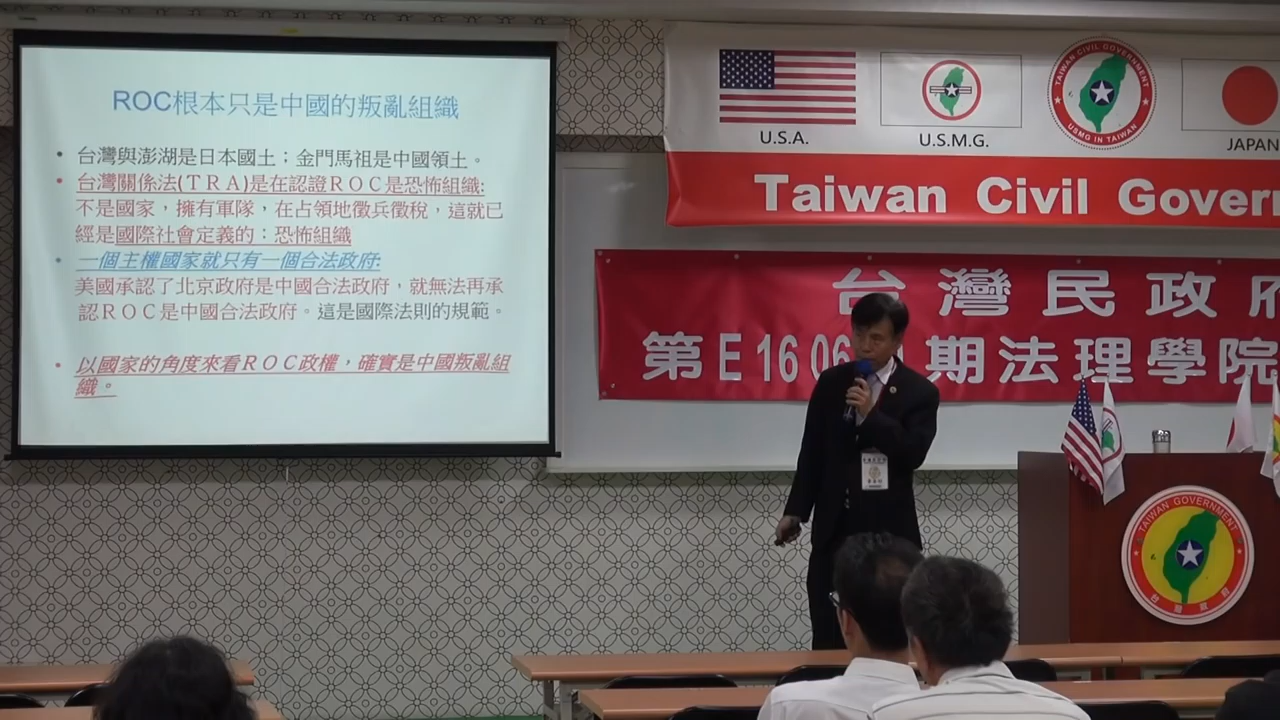 ROC根本只是中國的叛亂組織
• 台灣與澎湖是日本國土；金門馬祖是中國領土。
• 台灣關係法(ＴＲＡ)是在認證ＲＯＣ是恐怖組織:
不是國家，擁有軍隊，在占領地徵兵徵稅，這就已
經是國際社會定義的：恐怖組織
• 一個主權國家就只有一個合法政府:
美國承認了北京政府是中國合法政府，就無法再承
認ＲＯＣ是中國合法政府。這是國際法則的規範。
• 以國家的角度來看ＲＯＣ政權，確實是中國叛亂組
織。
U.S.A.
U.S.M.G.
TAIWAN CIVIL GOVERNMENT
USMG IN TAIWAN
JAPAN
Taiwan Civil Govern
台灣民政府
第E1606 期法理學院
TAIWAN GOVERNMENT
台灣政府